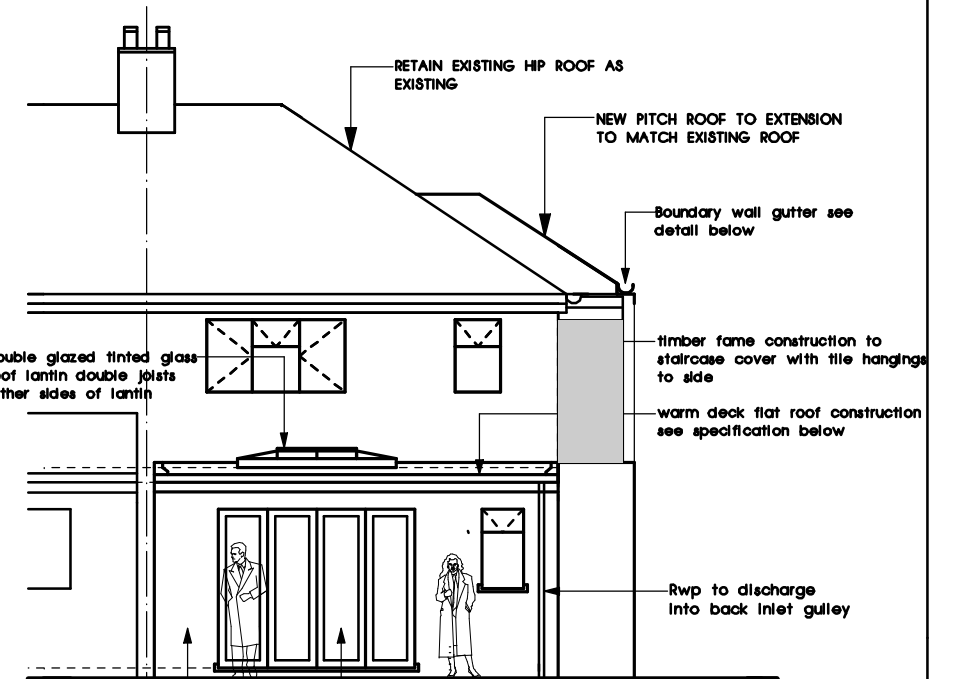 RETAIN EXISTING HIP ROOF AS
EXISTING
NEW PITCH ROOF TO EXTENSION
TO MATCH EXISTING ROOF
Boundary wall gutter see
detail below
timber fame construction to
staircase cover with tile hangings
to side
ouble glazed tinted glass
of lantin double joists
ther sides of lantin
warm deck flat roof construction
see specification below
Rwp to discharge
into back inlet gulley